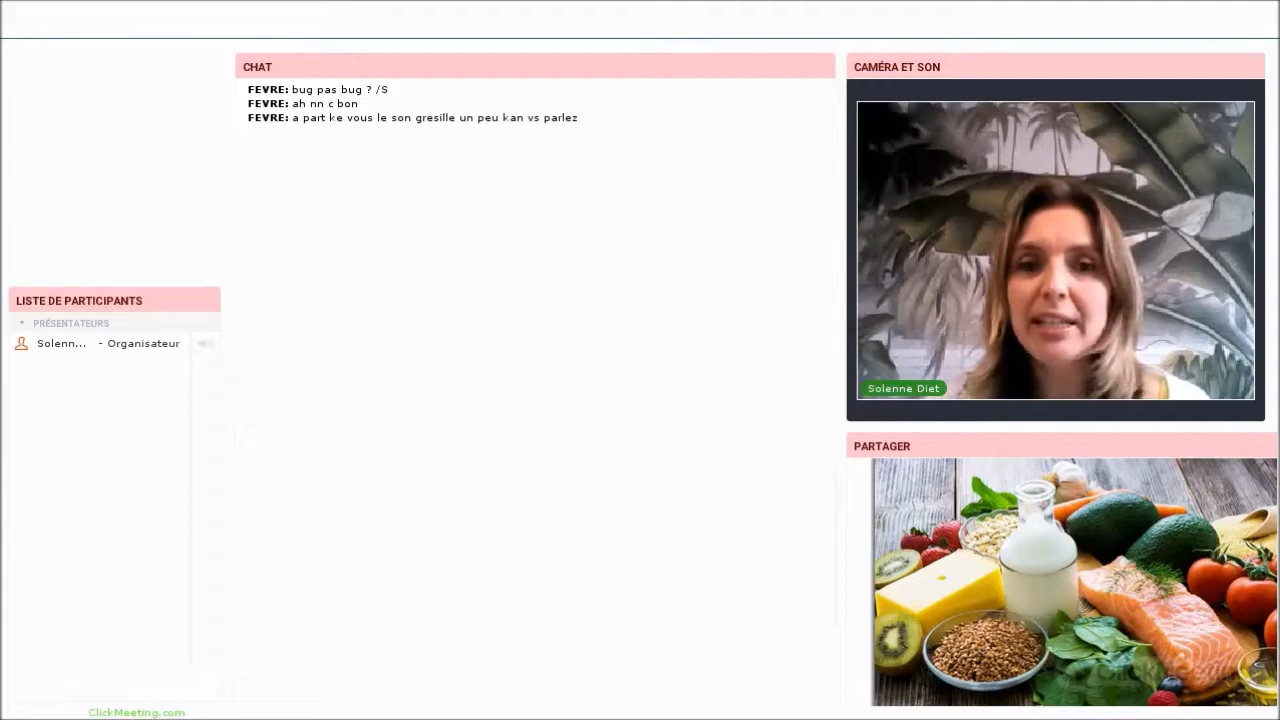 CHAT
FEVRE: bug pas bug ? /S
FEVRE: ah nn c bon
FEVRE: a part ke vous le son gresille un peu kan vs parlez
CAMÉRA ET SON
Solenne Diet
LISTE DE PARTICIPANTS
PRÉSENTATEURS
Solenn... - Organisateur
PARTAGER
ClickMeeting
ClickMeeting.com